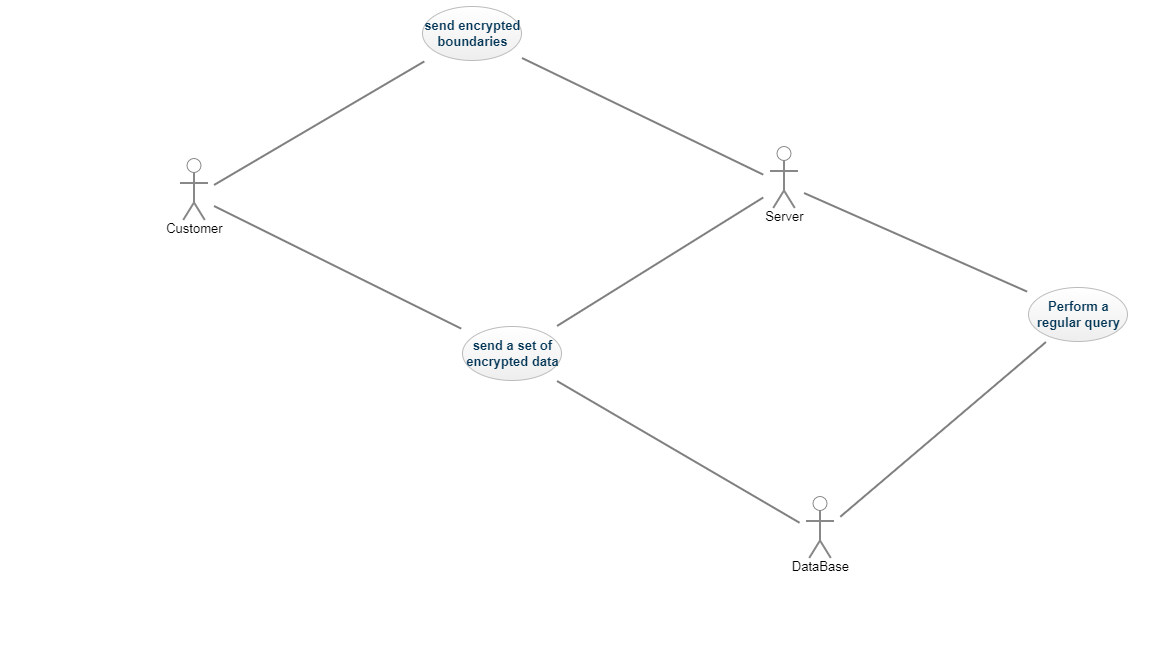 send encrypted
boundaries
Customer
Server
Perform a
regular query
send a set of
encrypted data
DataBase